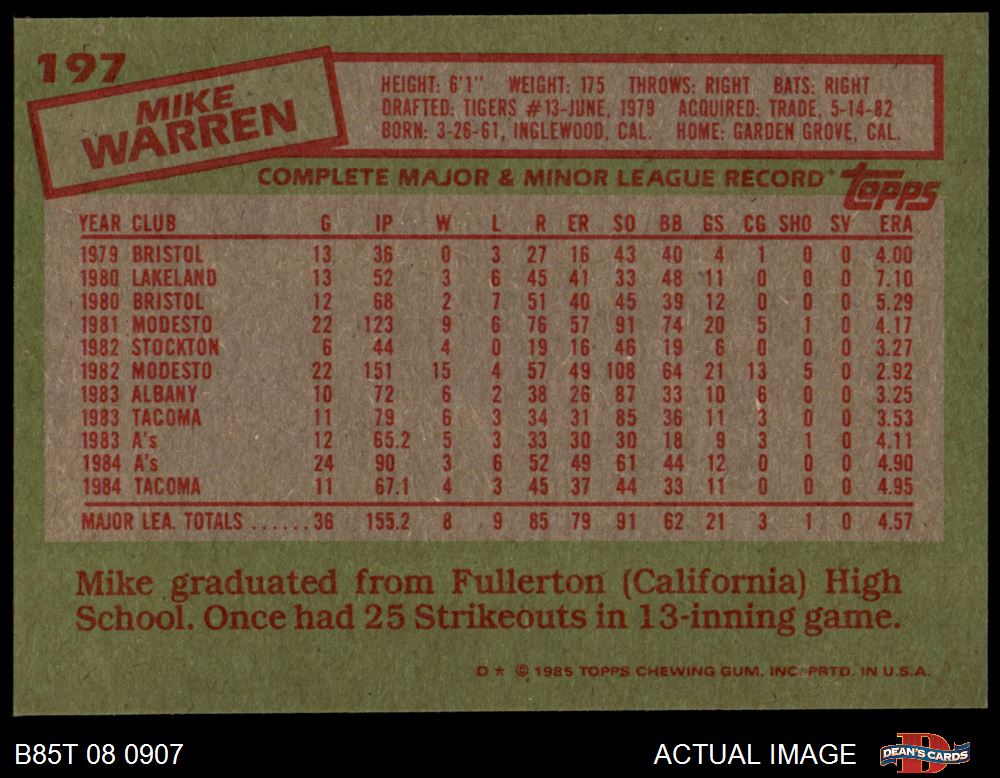 197
MIKE
WARREN
HEIGHT: 6'1" WEIGHT: 175 THROWS: RIGHT BATS: RIGHT
DRAFTED: TIGERS #13-JUNE, 1979 ACQUIRED: TRADE, 5-14-82
BORN: 3-26-61, INGLEWOOD, CAL. HOME: GARDEN GROVE, CAL.
COMPLETE MAJOR & MINOR LEAGUE RECORD
topps
YEAR CLUB G IP W L R ER SO BB GS CG SHO SV ERA
1979 BRISTOL 13 36 0 3 27 16 43 40 4 1 0 0 4.00
1980 LAKELAND 13 52 3 6 45 41 33 48 11 0 0 0 7.10
1980 BRISTOL 12 68 2 7 51 40 45 39 12 0 0 0 5.29
1981 MODESTO 22 123 9 6 76 57 91 74 20 5 1 0 4.17
1982 STOCKTON 6 44 4 0 19 16 46 19 6 0 0 0 3.27
1982 MODESTO 22 151 15 4 57 49 108 64 21 13 5 0 2.92
1983 ALBANY 10 72 6 2 38 26 87 33 10 6 0 0 3.25
1983 TACOMA 11 79 6 3 34 31 85 36 11 3 0 0 3.53
1983 A's 12 65.2 5 3 33 30 30 18 9 3 1 0 4.11
1984 A's 24 90 3 6 52 49 61 44 12 0 0 0 4.90
1984 TACOMA 11 67.1 4 3 45 37 44 33 11 0 0 0 4.95
MAJOR LEA. TOTALS ......36 155.2 8 9 85 79 91 62 21 3 1 0 4.57
Mike graduated from Fullerton (California) High
School. Once had 25 Strikeouts in 13-inning game.
D * © 1985 TOPPS CHEWING GUM, INC. PRTD. IN U.S.A.
B85T 08 0907 ACTUAL IMAGE DEAN'S CARDS